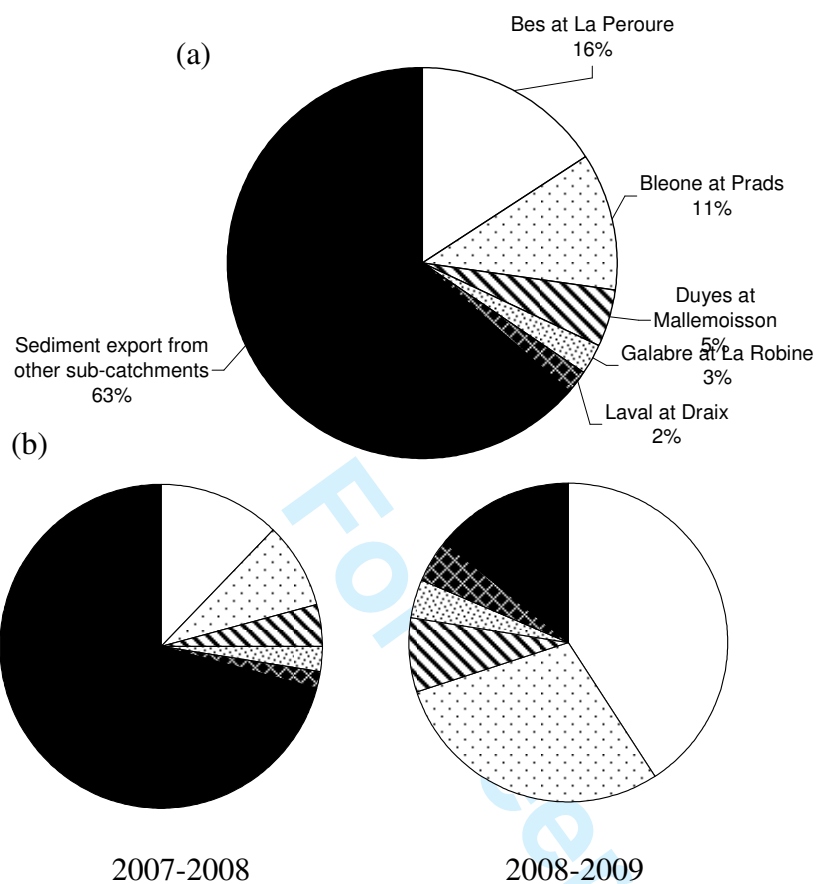 (a)
Bes at La Peroure
16%
Bleone at Prads
11%
Duyes at
Mallemoisson
5%
Galabre at La Robine
3%
Laval at Draix
2%
Sediment export from
other sub-catchments
63%
(b)
For
2007-2008
2008-2009